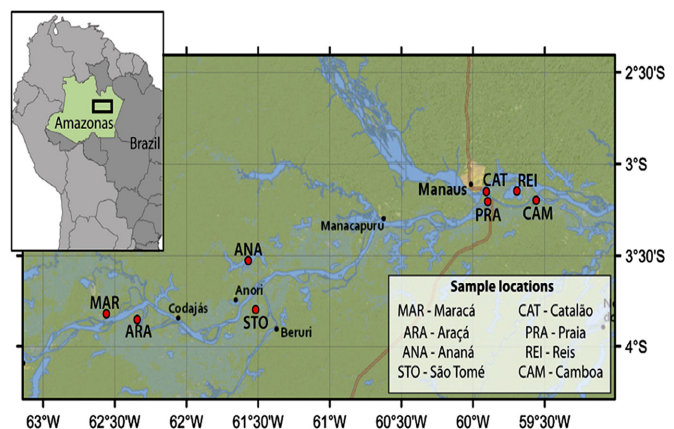 Amazonas
Brazil
2°30'S
3°S
3°30'S
4°S
Manaus
CAT
REI
PRA
CAM
Manacapuru
ANA
Anori
MAR
ARA
Codajás
STO
Beruri
Sample locations
MAR - Maracá
CAT - Catalão
ARA - Araçá
PRA - Praia
ANA - Ananá
REI - Reis
STO - São Tomé
CAM - Camboa
63°W
62°30'W
62°W
61°30'W
61°W
60°30'W
60°W
59°30'W